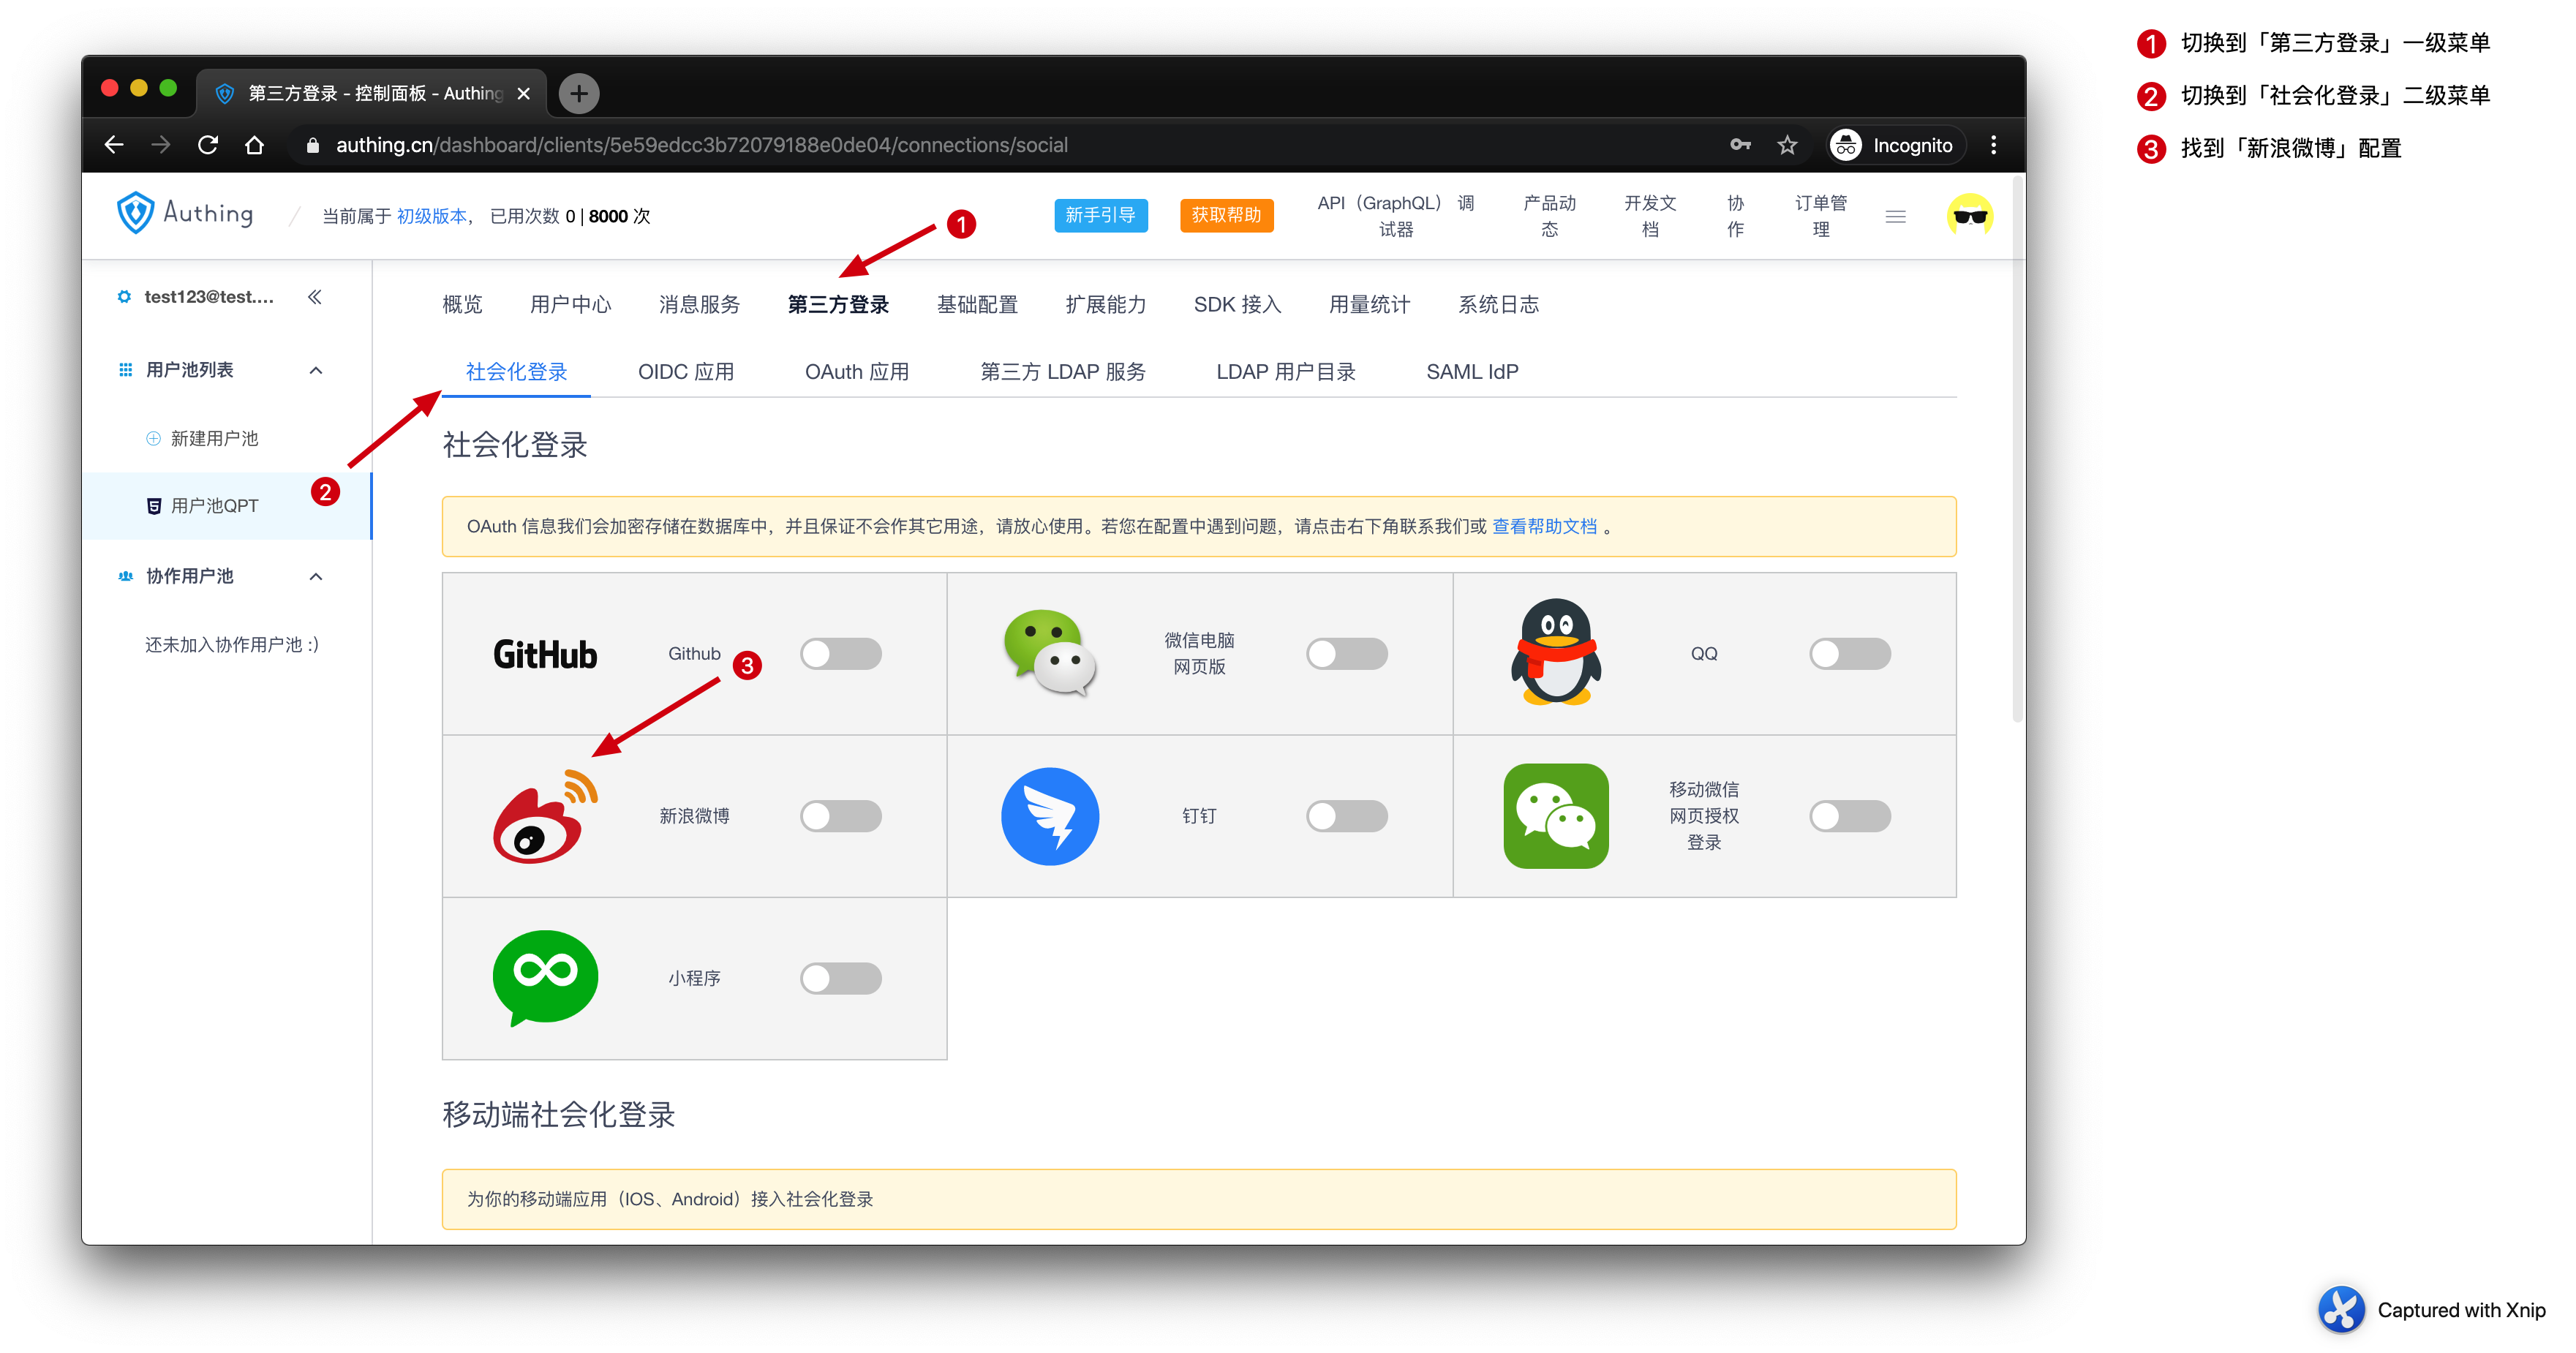 1 切换到「第三方登录」一级菜单
2 切换到「社会化登录」二级菜单
3 找到「新浪微博」配置
第三方登录 - 控制面板 - Authing
authing.cn/dashboard/clients/5e59edcc3b72079188e0de04/connections/social
Incognito
Authing
当前属于 初级版本， 已用次数 0 | 8000 次
1
新手引导
获取帮助
API（GraphQL） 调
试器
产品动
态
开发文
档
协
作
订单管
理
test123@test....
用户池列表
新建用户池
用户池QPT
2
协作用户池
还未加入协作用户池 :)
概览 用户中心 消息服务 第三方登录 基础配置 扩展能力 SDK 接入 用量统计 系统日志
社会化登录 OIDC 应用 OAuth 应用 第三方 LDAP 服务 LDAP 用户目录 SAML IdP
社会化登录
OAuth 信息我们会加密存储在数据库中，并且保证不会作其它用途，请放心使用。若您在配置中遇到问题，请点击右下角联系我们或 查看帮助文档 。
GitHub
Github
3
微信电脑
网页版
QQ
新浪微博
钉钉
移动微信
网页授权
登录
小程序
移动端社会化登录
为你的移动端应用（IOS、Android）接入社会化登录
Captured with Xnip